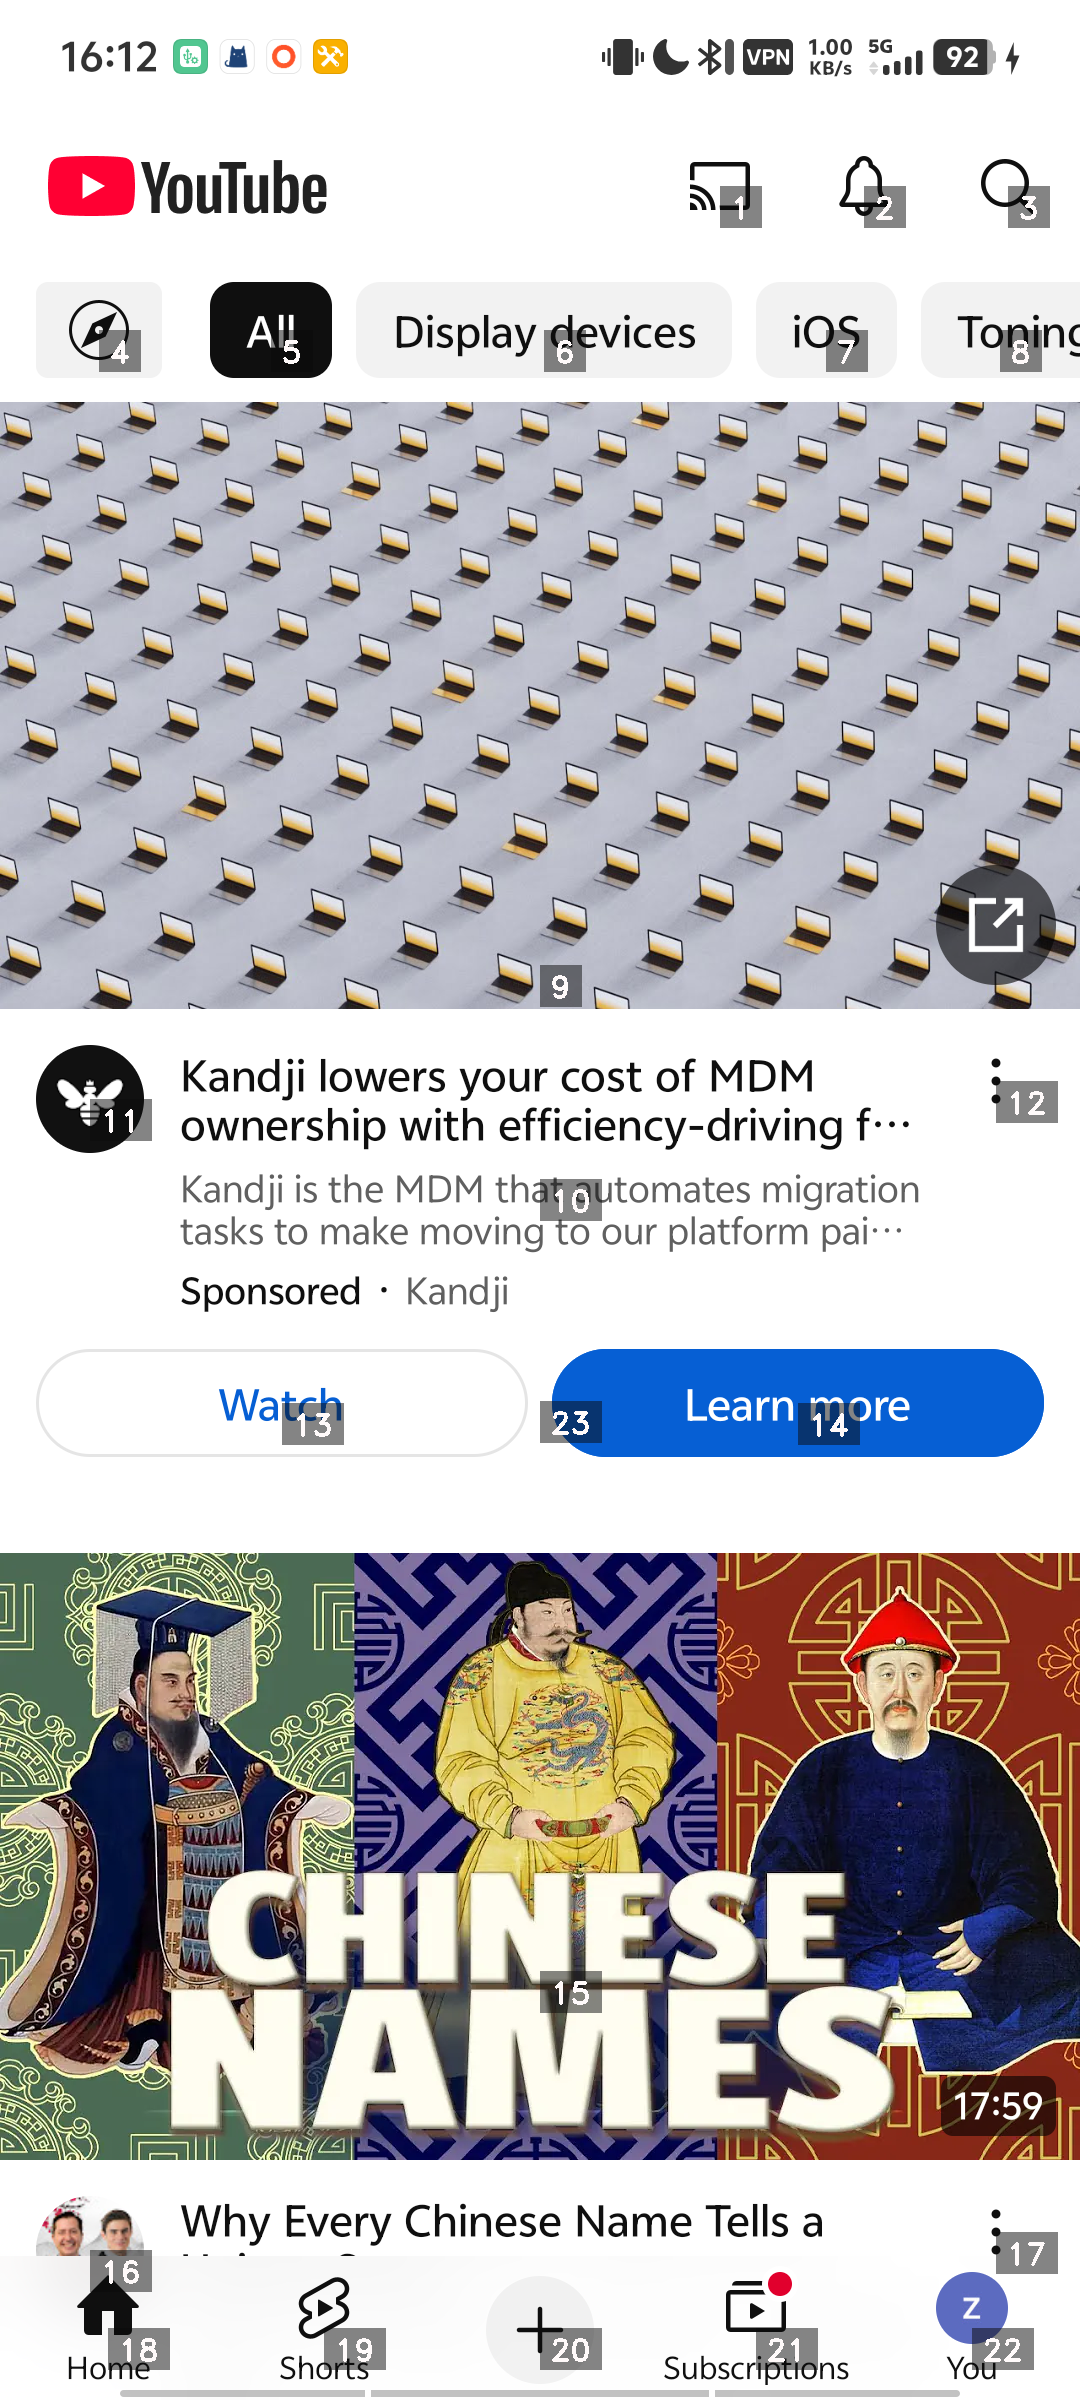 16:12
VPN
1.00
KB/s
5G
92
YouTube
1
2
3
4
All
5
Display devices
6
iOS
7
Toning
8
9
Kandji lowers your cost of MDM
ownership with efficiency-driving f···
11
12
Kandji is the MDM that automates migration
10
tasks to make moving to our platform pai···
Sponsored · Kandji
Watch
13
23
Learn more
14
CHINESE
15
NAMES
17:59
Why Every Chinese Name Tells a
16
17
Z
Home
18
Shorts
19
20
Subscriptions
21
You
22